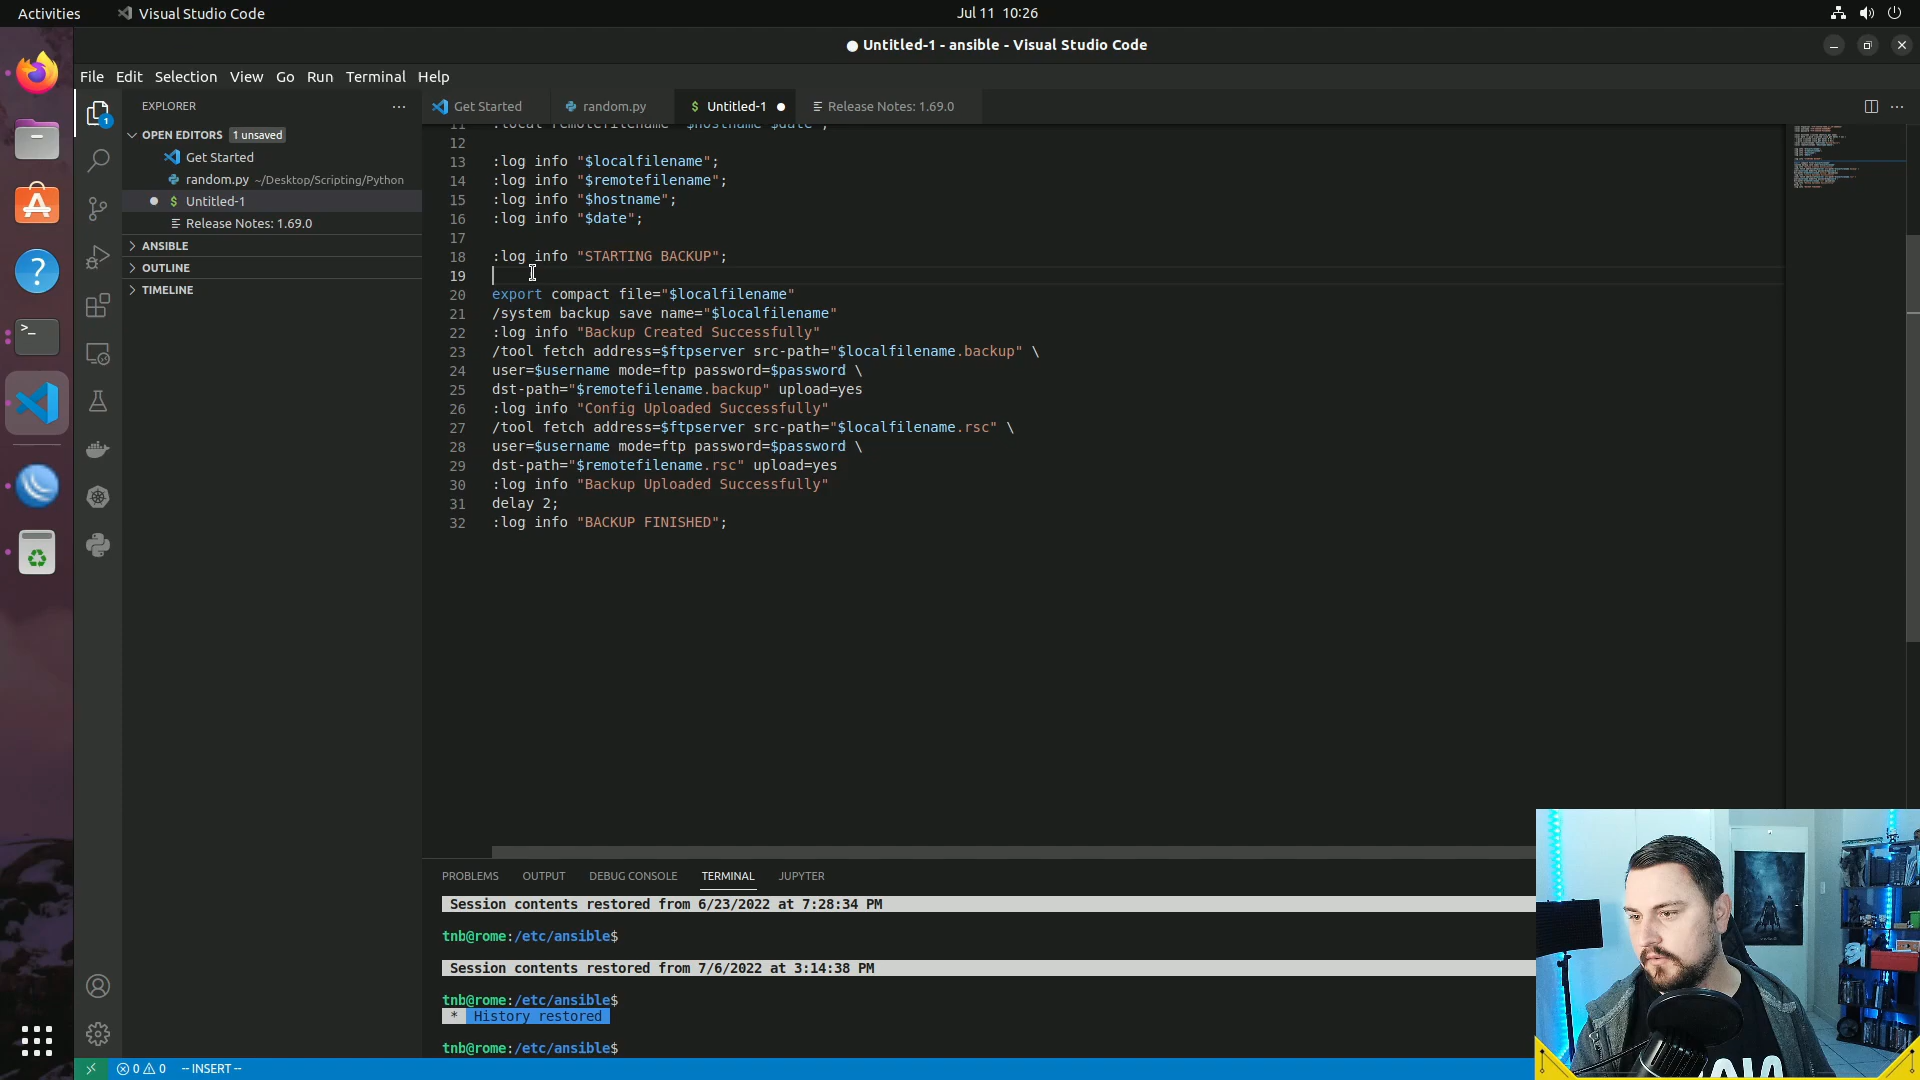 Activities Visual Studio Code Jul 11 10:26
Untitled-1 - ansible - Visual Studio Code
File Edit Selection View Go Run Terminal Help
EXPLORER
Get Started random.py $ Untitled-1 Release Notes: 1.69.0
OPEN EDITORS 1 unsaved
Get Started
random.py ~/Desktop/Scripting/Python
$ Untitled-1
Release Notes: 1.69.0
ANSIBLE
OUTLINE
TIMELINE
11 :local remotefilename "$hostname-$date";
12
13 :log info "$localfilename";
14 :log info "$remotefilename";
15 :log info "$hostname";
16 :log info "$date";
17
18 :log info "STARTING BACKUP";
19
20 export compact file="$localfilename"
21 /system backup save name="$localfilename"
22 :log info "Backup Created Successfully"
23 /tool fetch address=$ftpserver src-path="$localfilename.backup" \
24 user=$username mode=ftp password=$password \
25 dst-path="$remotefilename.backup" upload=yes
26 :log info "Config Uploaded Successfully"
27 /tool fetch address=$ftpserver src-path="$localfilename.rsc" \
28 user=$username mode=ftp password=$password \
29 dst-path="$remotefilename.rsc" upload=yes
30 :log info "Backup Uploaded Successfully"
31 delay 2;
32 :log info "BACKUP FINISHED";
PROBLEMS OUTPUT DEBUG CONSOLE TERMINAL JUPYTER
Session contents restored from 6/23/2022 at 7:28:34 PM
tnb@rome:/etc/ansible$
Session contents restored from 7/6/2022 at 3:14:38 PM
tnb@rome:/etc/ansible$
* History restored
tnb@rome:/etc/ansible$
0 0 -- INSERT --
1